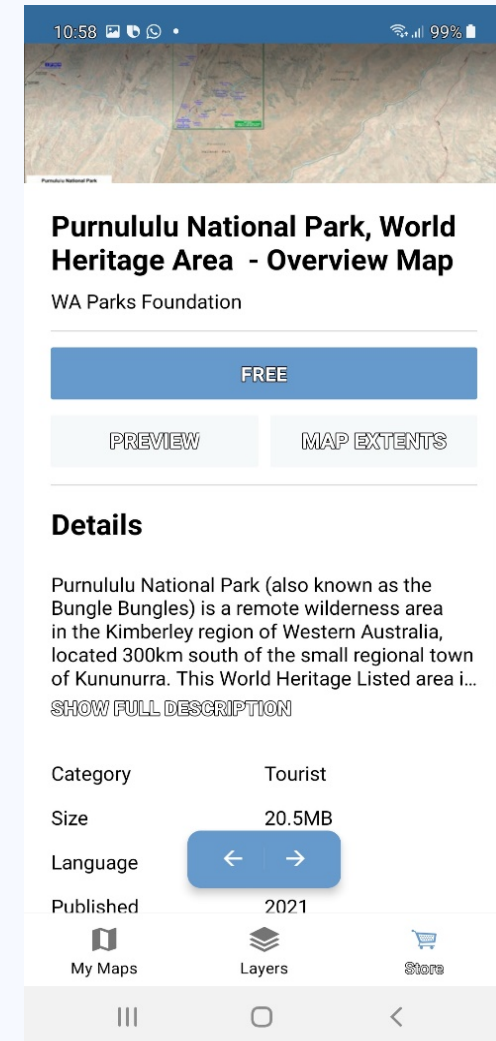 10:58
99%
Purnululu National Park
Purnululu National Park, World
Heritage Area - Overview Map
WA Parks Foundation
FREE
PREVIEW
MAP EXTENTS
Details
Purnululu National Park (also known as the
Bungle Bungles) is a remote wilderness area
in the Kimberley region of Western Australia,
located 300km south of the small regional town
of Kununurra. This World Heritage Listed area i...
SHOW FULL DESCRIPTION
Category Tourist
Size 20.5MB
Language
Published 2021
My Maps
Layers
Store